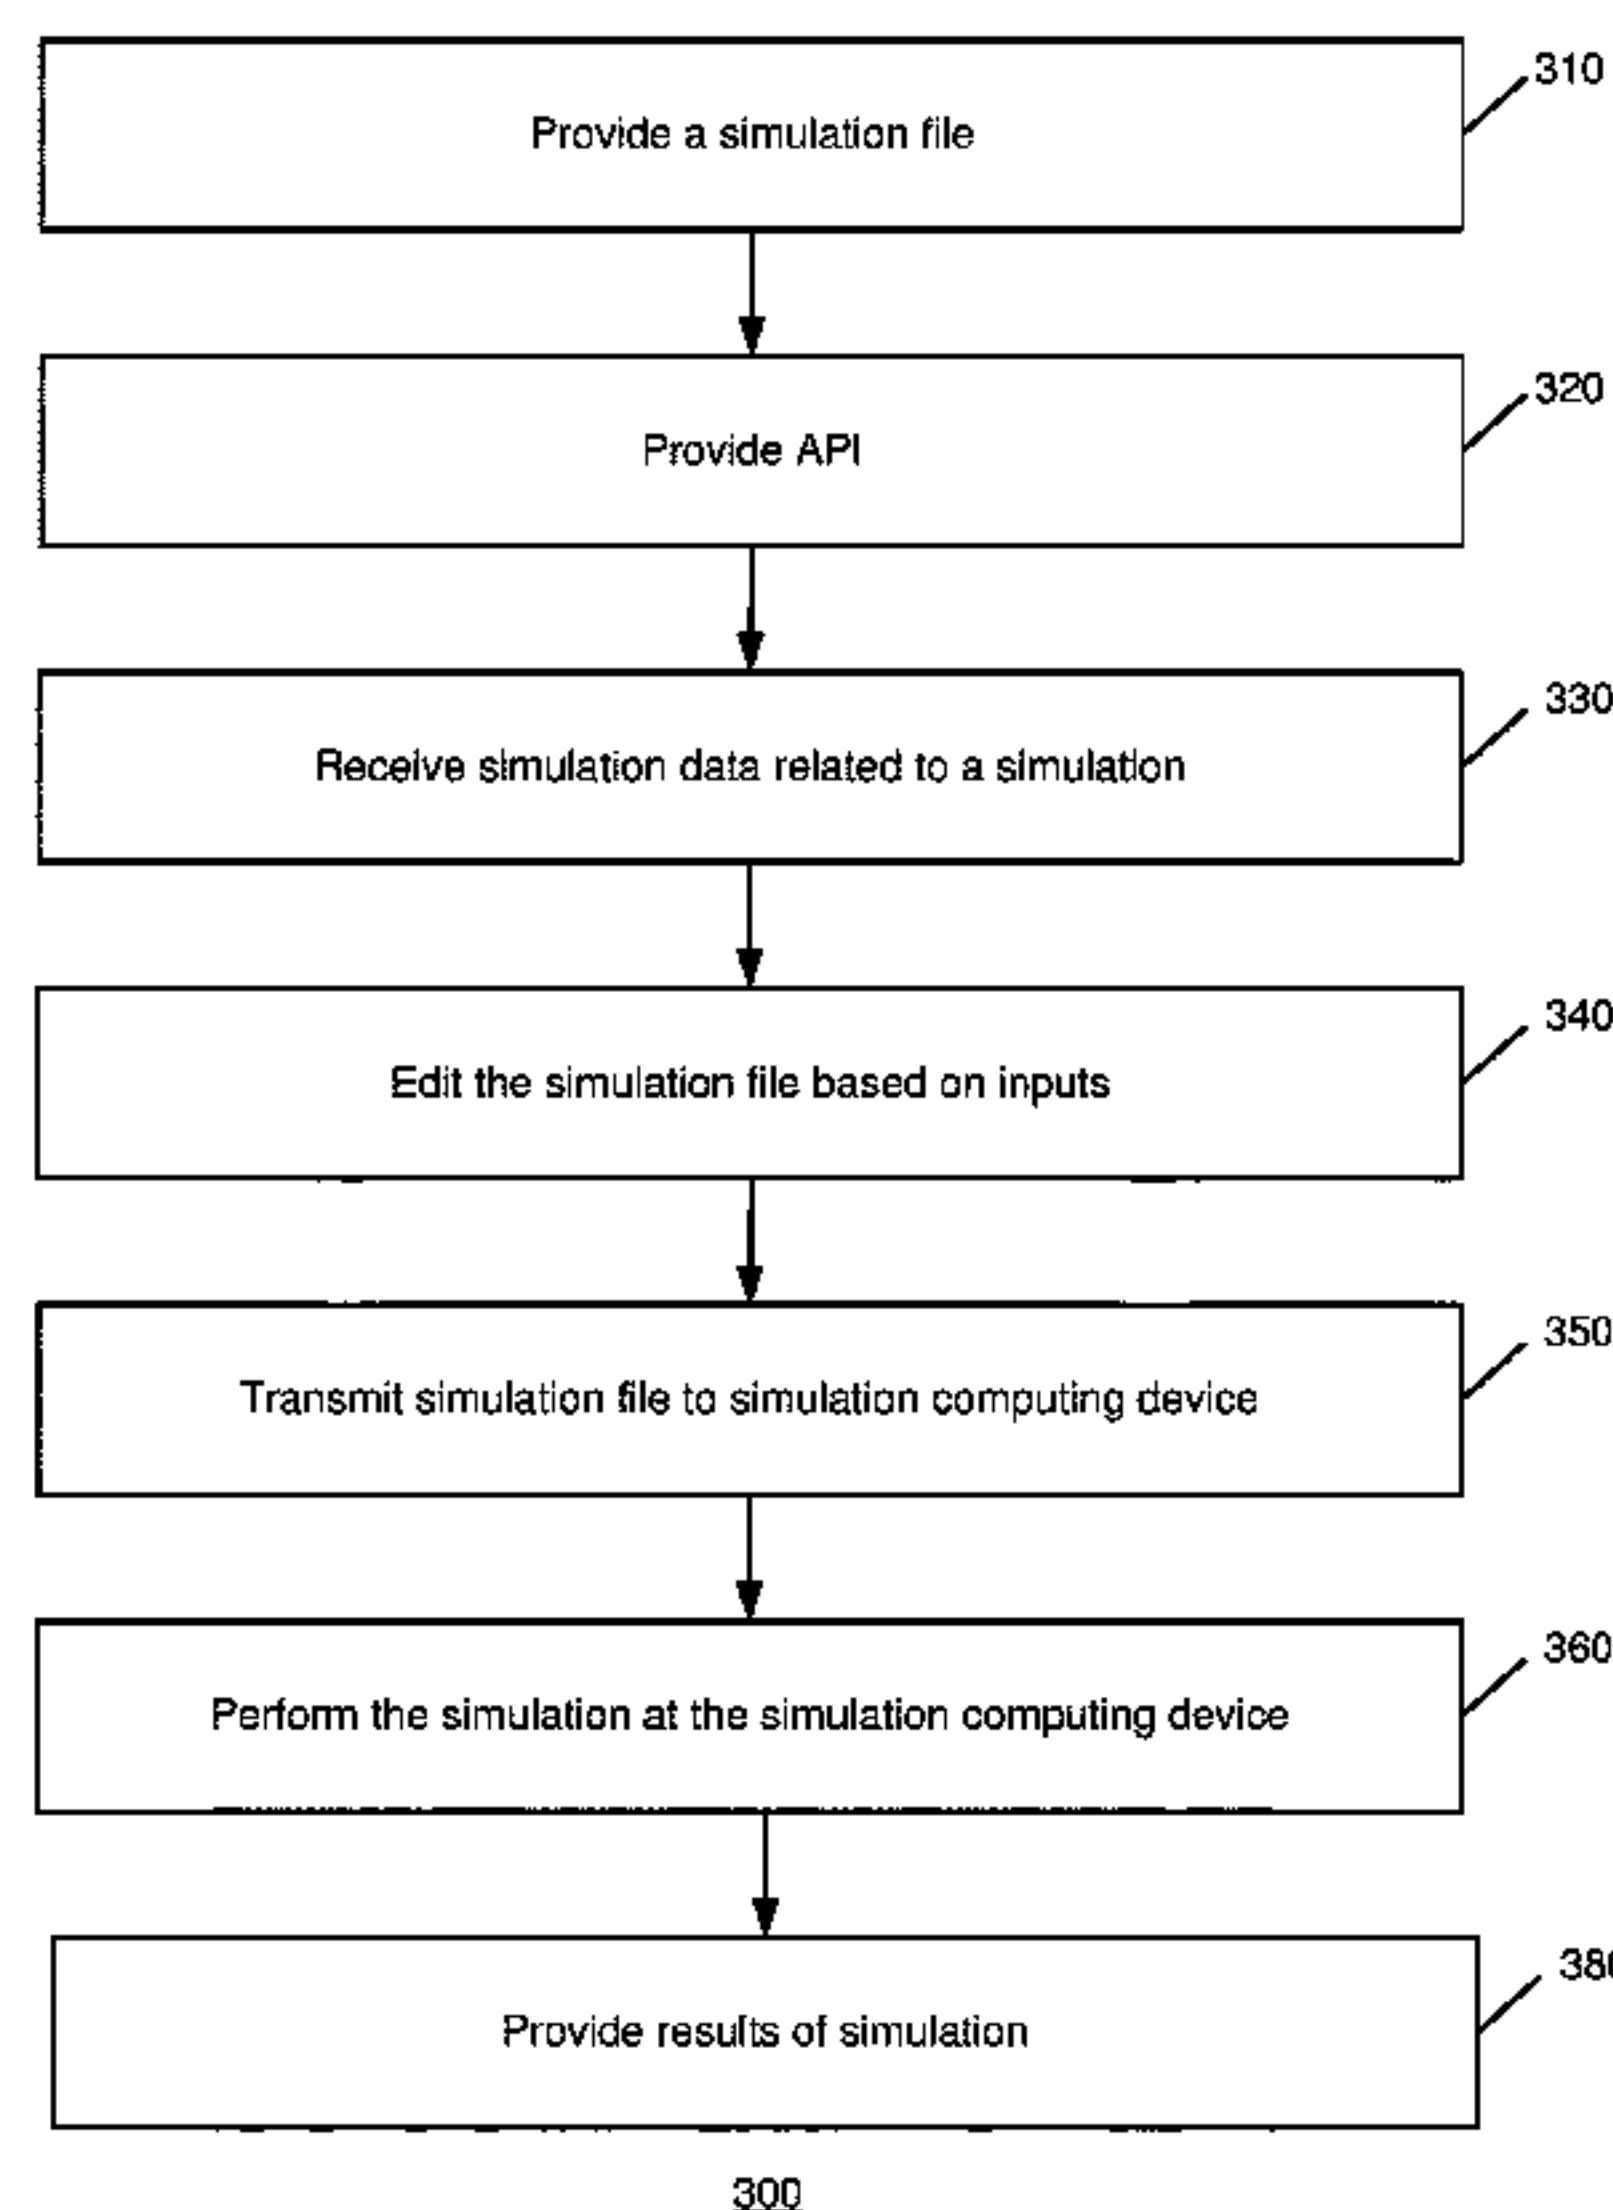 310
Provide a simulation file
320
Provide API
330
Receive simulation data related to a simulation
340
Edit the simulation file based on inputs
350
Transmit simulation file to simulation computing device
360
Perform the simulation at the simulation computing device
380
Provide results of simulation
300